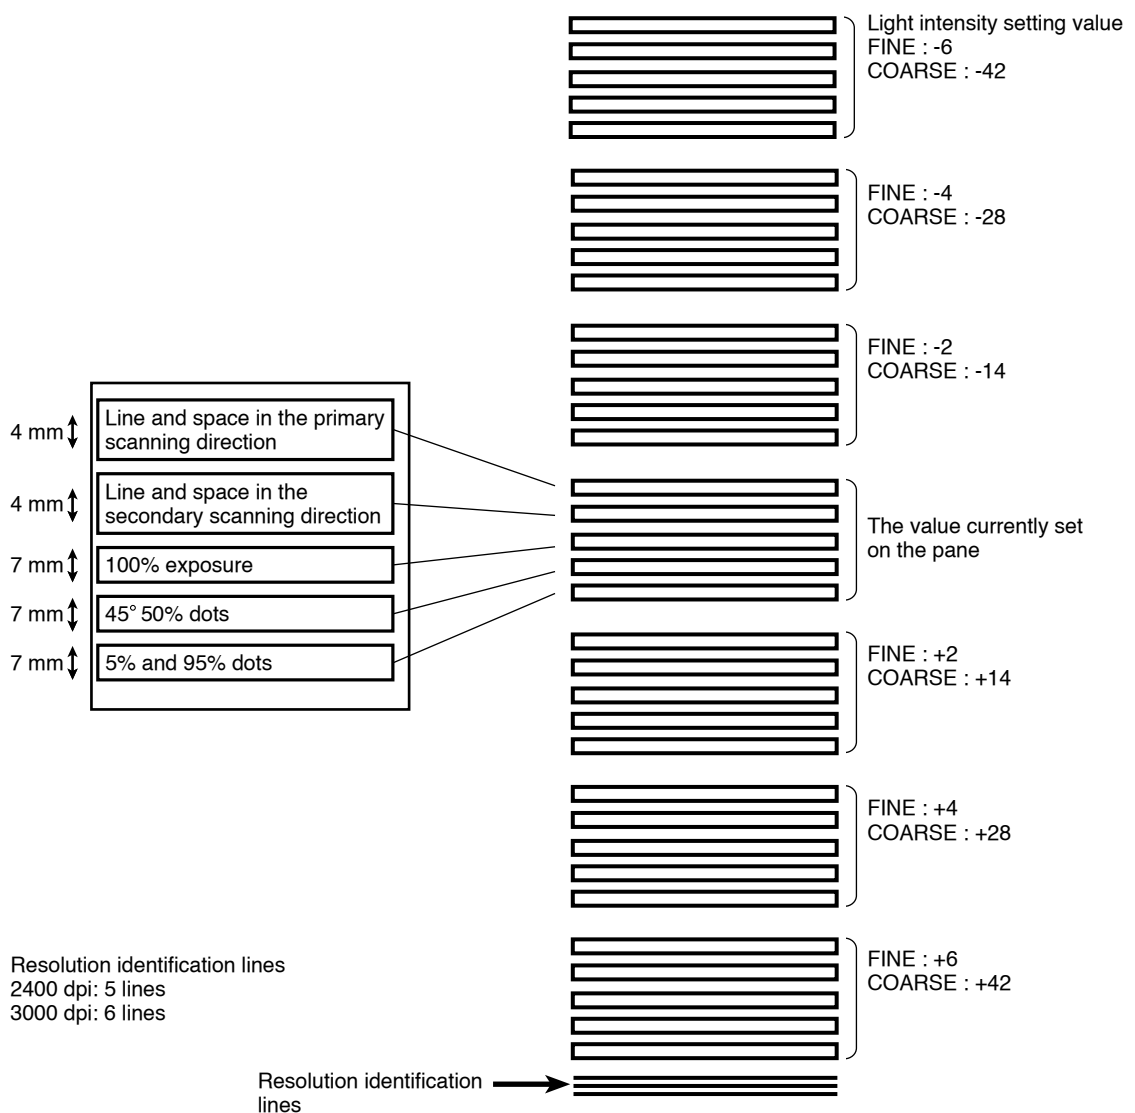 Light intensity setting value
FINE : -6
COARSE : -42
FINE : -4
COARSE : -28
FINE : -2
COARSE : -14
4 mm
Line and space in the primary
scanning direction
4 mm
Line and space in the
secondary scanning direction
7 mm
100% exposure
7 mm
45° 50% dots
7 mm
5% and 95% dots
The value currently set
on the pane
FINE : +2
COARSE : +14
FINE : +4
COARSE : +28
FINE : +6
COARSE : +42
Resolution identification lines
2400 dpi: 5 lines
3000 dpi: 6 lines
Resolution identification
lines